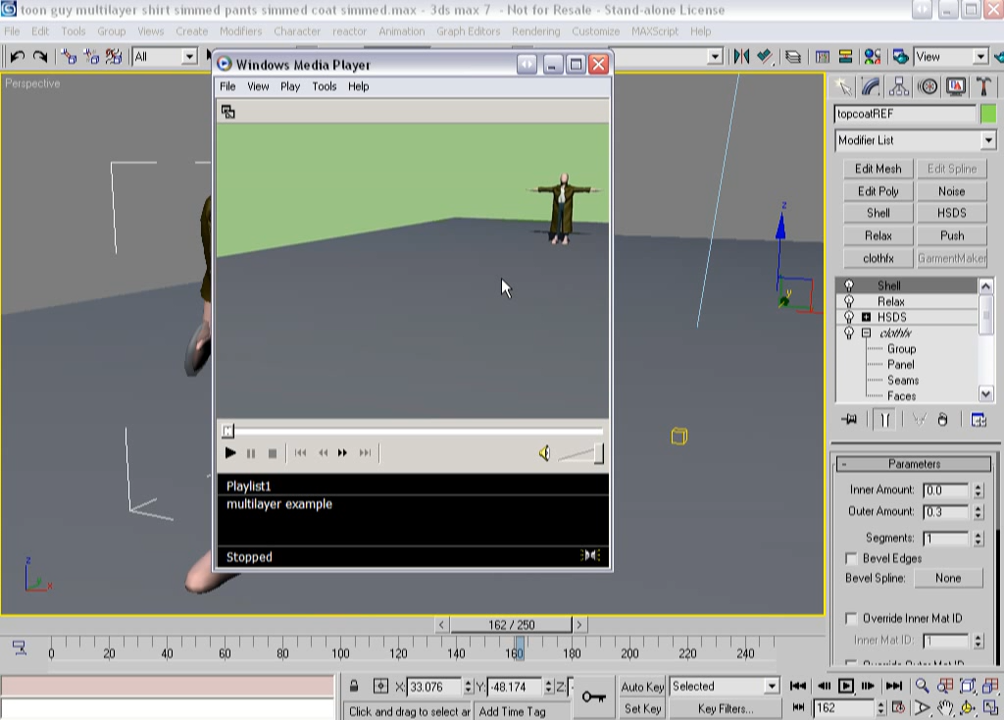 toon guy multilayer shirt simmed pants simmed coat simmed.max - 3ds max 7 - Not for Resale - Stand-alone License
File Edit Tools Group Views Create Modifiers Character reactor Animation Graph Editors Rendering Customize MAXScript Help
All
View
Perspective
Windows Media Player
File View Play Tools Help
Playlist1
multilayer example
Stopped
topcoatREF
Modifier List
Edit Mesh Edit Spline
Edit Poly Noise
Shell HSDS
Relax Push
clothfx GarmentMaker
Shell
Relax
HSDS
clothfx
Group
Panel
Seams
Faces
- Parameters
Inner Amount: 0.0
Outer Amount: 0.3
Segments: 1
Bevel Edges
Bevel Spline: None
Override Inner Mat ID
Inner Mat ID: 1
z
y
z
x
< 162 / 250 >
0 20 40 60 80 100 120 140 160 180 200 220 240
X: 33.076 Y: -48.174 Z:
Auto Key Selected
Click and drag to select ar Add Time Tag
Set Key Key Filters... 162